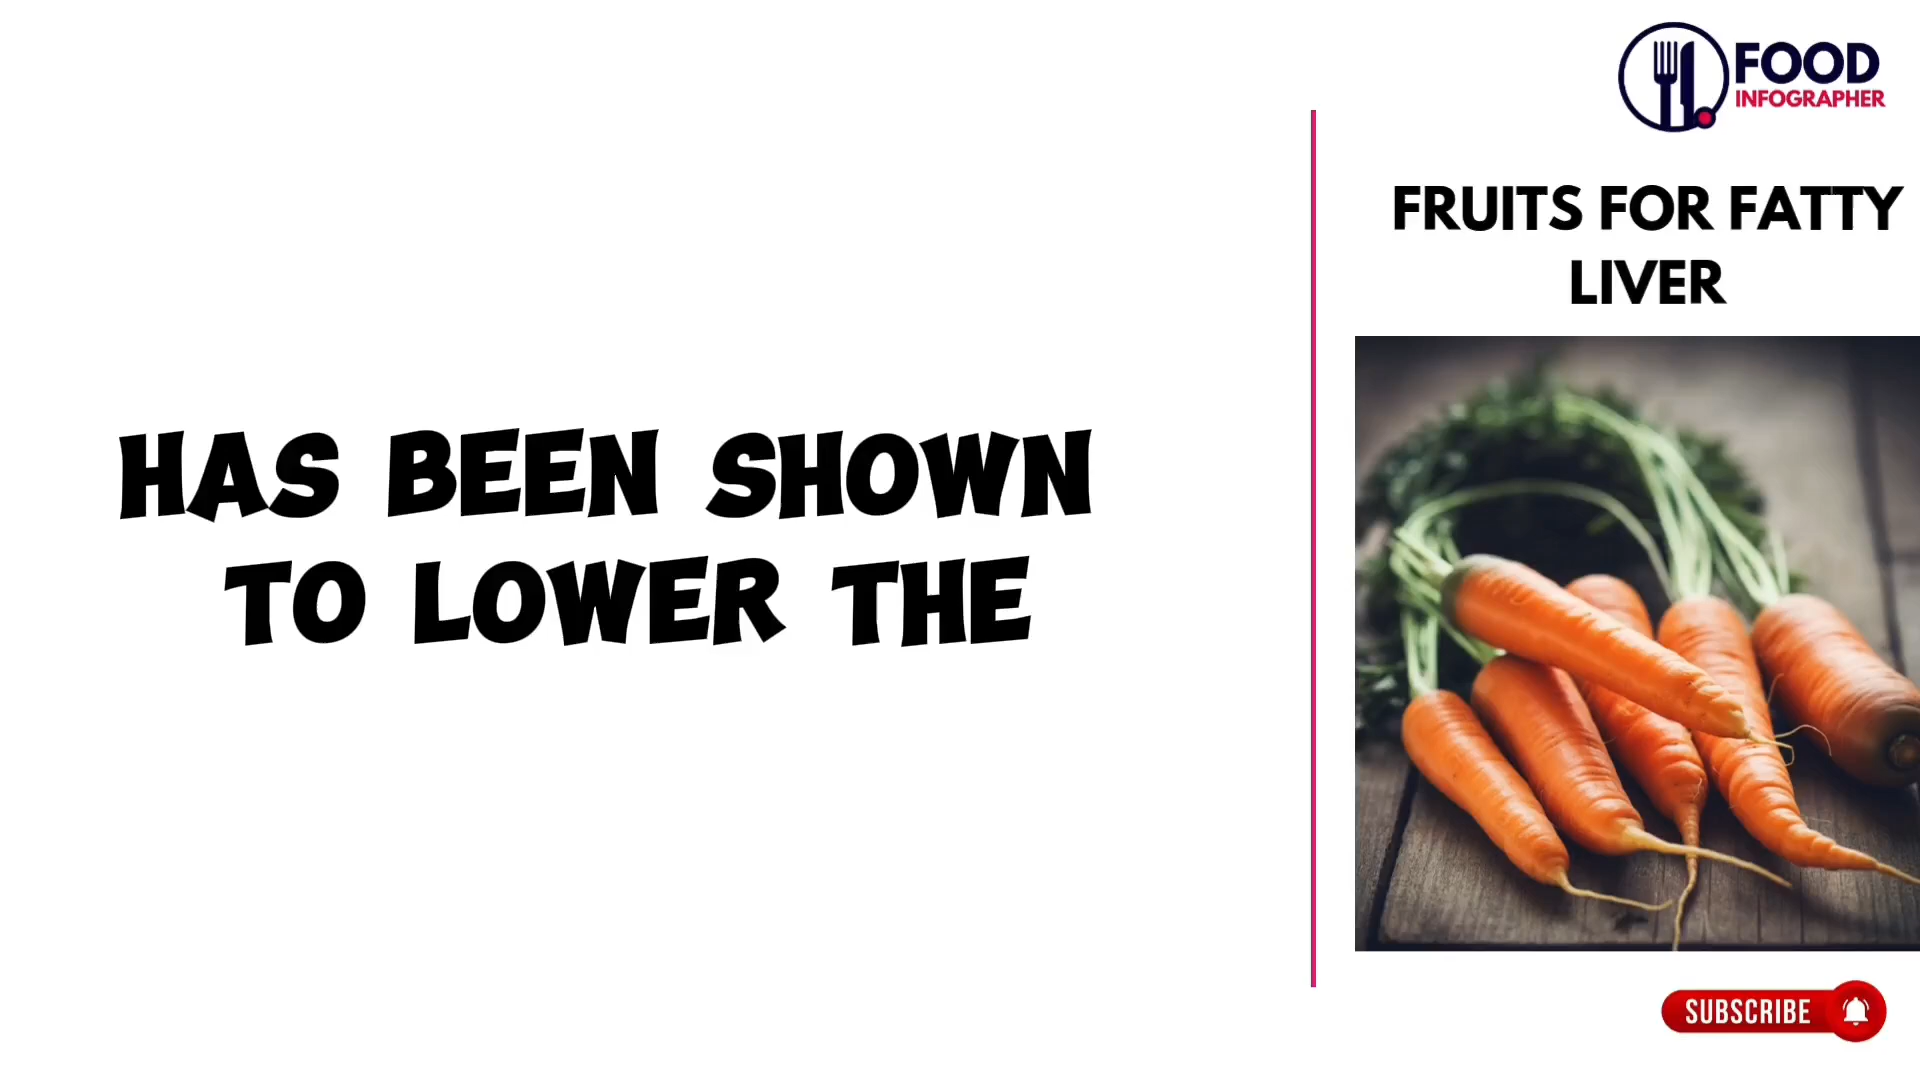 FOOD
INFOGRAPHER
FRUITS FOR FATTY
LIVER
HAS BEEN SHOWN
TO LOWER THE
SUBSCRIBE